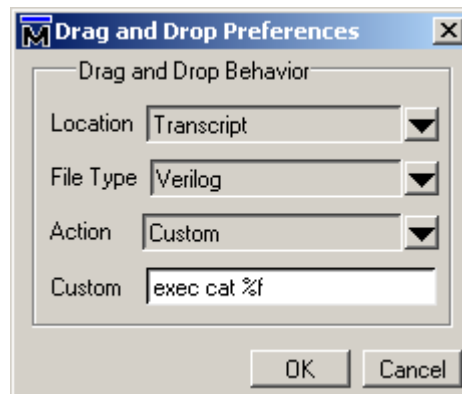 Drag and Drop Preferences
Drag and Drop Behavior
Location Transcript
File Type Verilog
Action Custom
Custom exec cat %f
OK Cancel